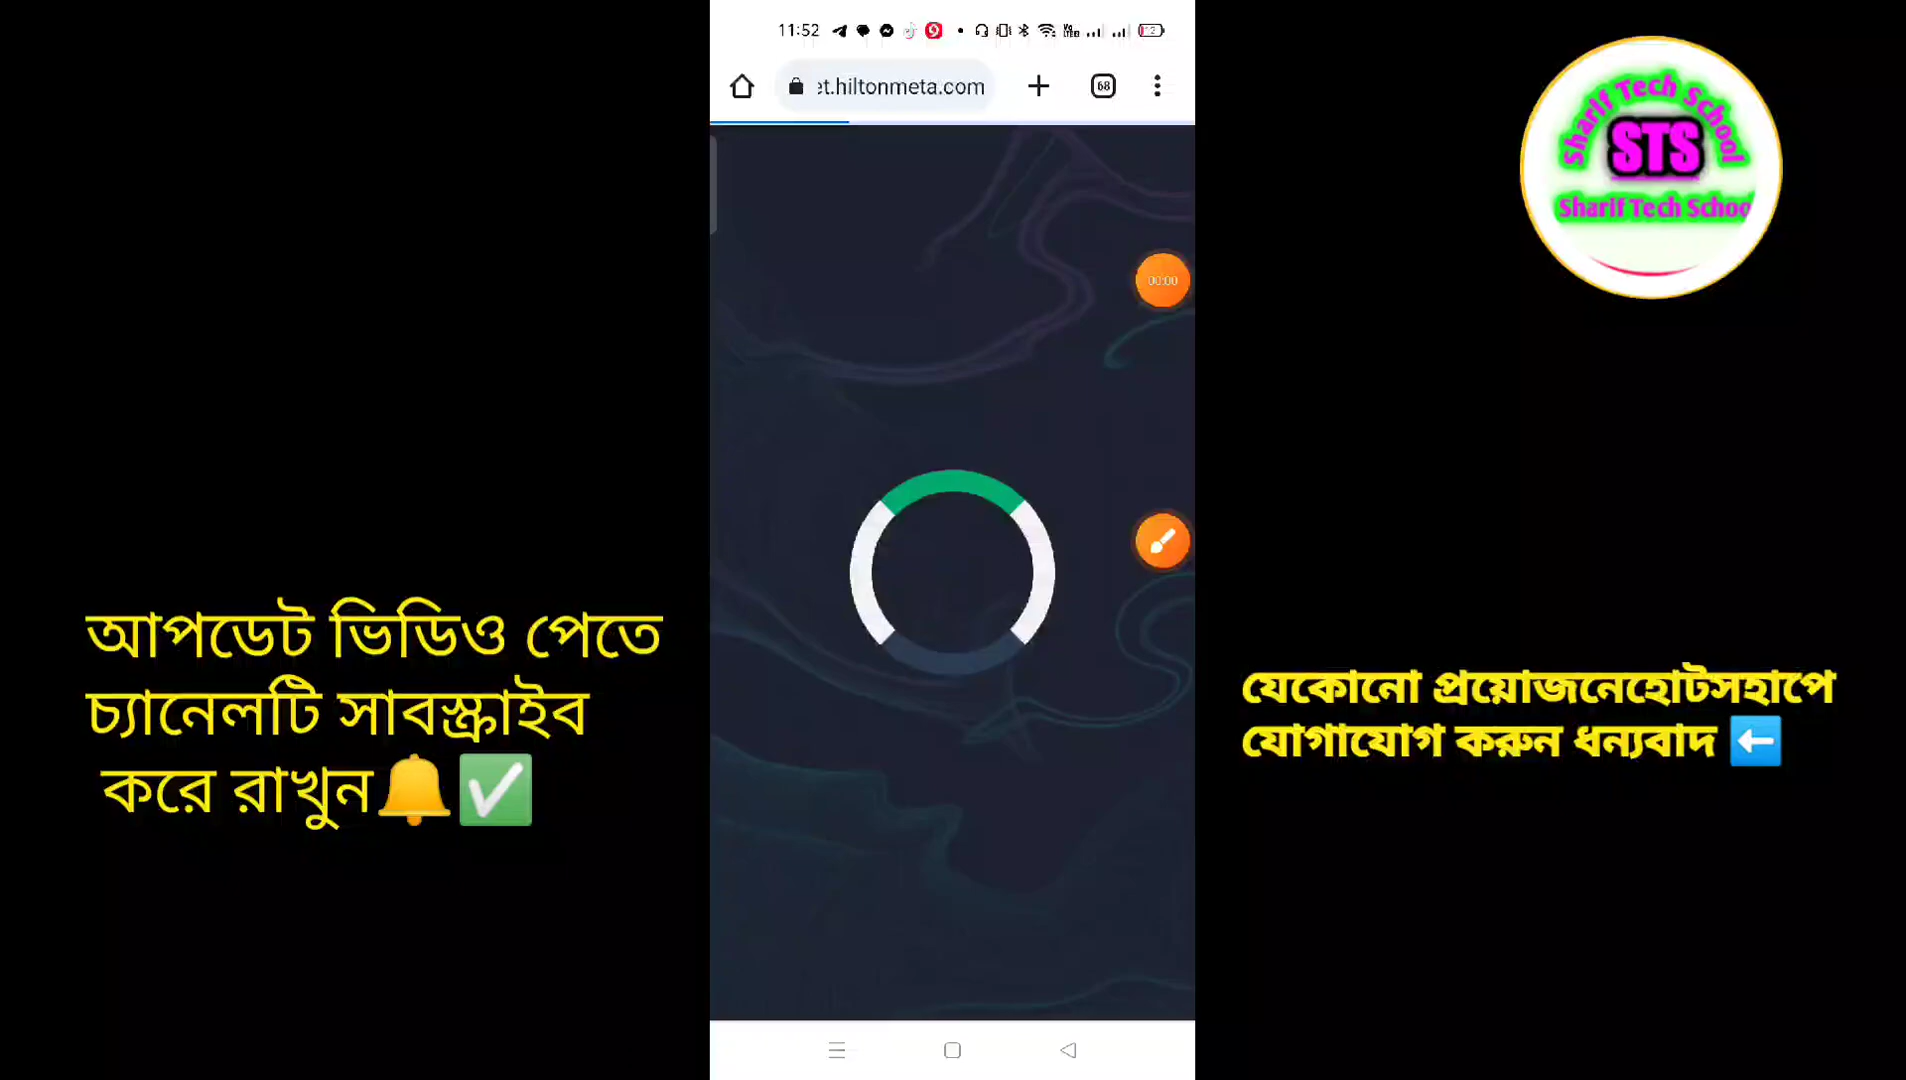 11:52
et.hiltonmeta.com
68
00:00
Sharif Tech School
STS
Sharif Tech Schoo
আপডেট ভিডিও পেতে
চ্যানেলটি সাবস্ক্রাইব
করে রাখুন🔔✅
যেকোনো প্রয়োজনেহোটসহাপে
যোগাযোগ করুন ধন্যবাদ ⬅️